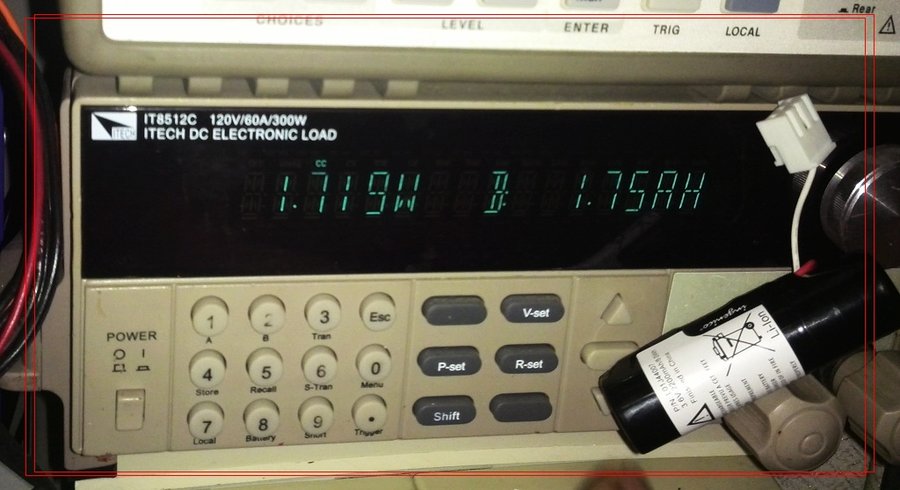 Rear
CHOICES LEVEL ENTER TRIG LOCAL
ITECH
IT8512C 120V/60A/300W
ITECH DC ELECTRONIC LOAD
CC
1.719W B: 1.75AH
POWER
1 2 3 Esc
A B Tran
V-set
4 5 6 0
Store Recall S-Tran Menu
P-set R-set
7 8 9 •
Local Battery Short Trigger
Shift
ingenico
Li-Ion